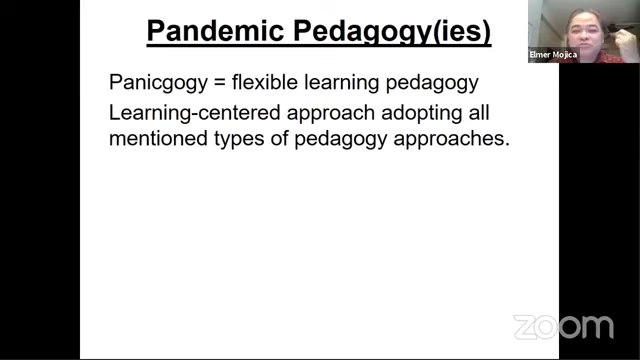 Pandemic Pedagogy(ies)
Elmer Mojica
Panicgogy = flexible learning pedagogy
Learning-centered approach adopting all
mentioned types of pedagogy approaches.
zoom